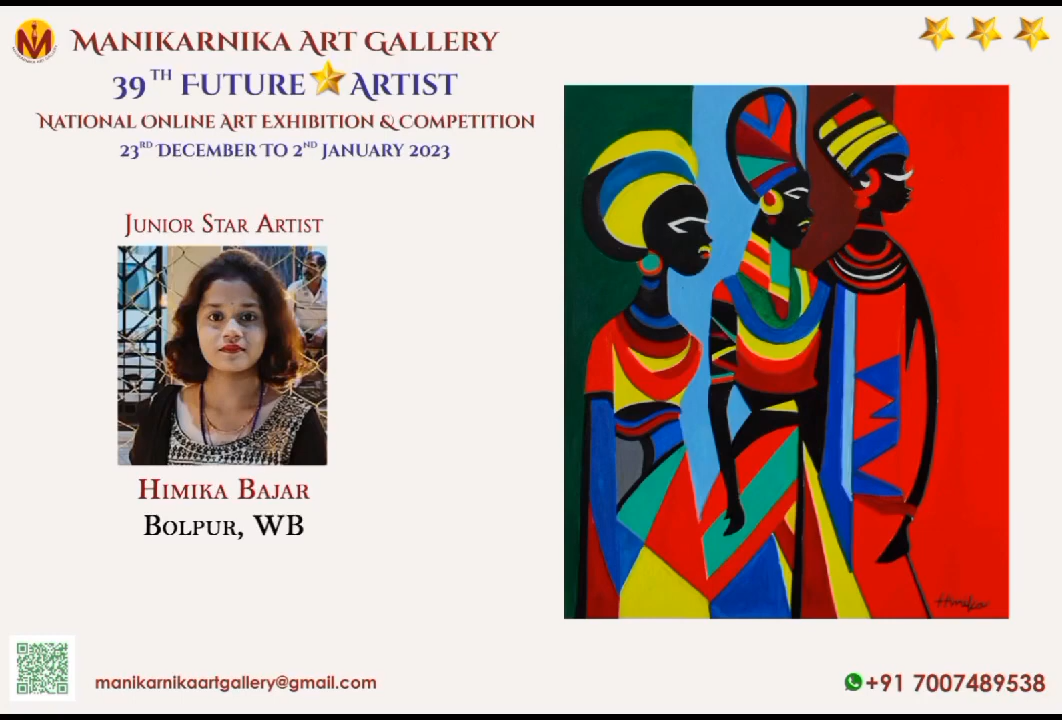 MANIKARNIKA ART GALLERY
39TH FUTURE ARTIST
NATIONAL ONLINE ART EXHIBITION & COMPETITION
23RD DECEMBER TO 2ND JANUARY 2023
JUNIOR STAR ARTIST
HIMIKA BAJAR
BOLPUR, WB
Himika
manikarnikaartgallery@gmail.com
+91 7007489538